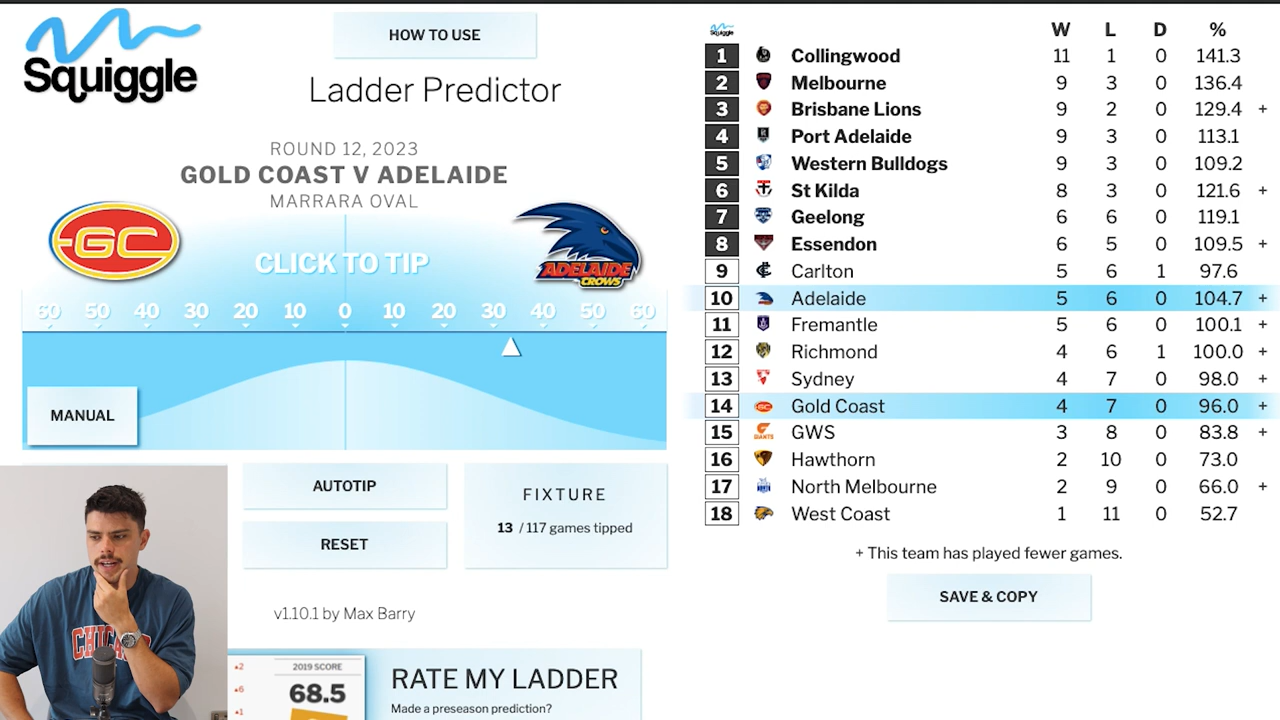 Squiggle
HOW TO USE
Ladder Predictor
ROUND 12, 2023
GOLD COAST V ADELAIDE
MARRARA OVAL
GC
ADELAIDE
CROWS
CLICK TO TIP
60 50 40 30 20 10 0 10 20 30 40 50 60
MANUAL
AUTOTIP
RESET
FIXTURE
13 / 117 games tipped
v1.10.1 by Max Barry
2019 SCORE
68.5
RATE MY LADDER
Made a preseason prediction?
Squiggle W L D %
1 Collingwood 11 1 0 141.3
2 Melbourne 9 3 0 136.4
3 Brisbane Lions 9 2 0 129.4 +
4 Port Adelaide 9 3 0 113.1
5 Western Bulldogs 9 3 0 109.2
6 St Kilda 8 3 0 121.6 +
7 Geelong 6 6 0 119.1
8 Essendon 6 5 0 109.5 +
9 Carlton 5 6 1 97.6
10 Adelaide 5 6 0 104.7 +
11 Fremantle 5 6 0 100.1 +
12 Richmond 4 6 1 100.0 +
13 Sydney 4 7 0 98.0 +
14 Gold Coast 4 7 0 96.0 +
15 GWS 3 8 0 83.8 +
16 Hawthorn 2 10 0 73.0
17 North Melbourne 2 9 0 66.0 +
18 West Coast 1 11 0 52.7
+ This team has played fewer games.
SAVE & COPY